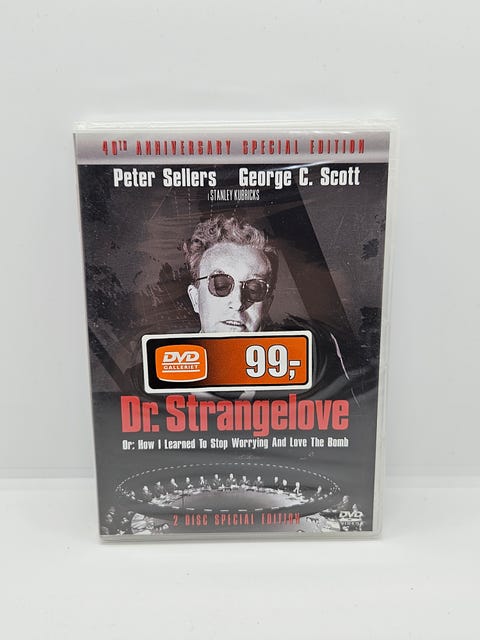 40TH ANNIVERSARY SPECIAL EDITION
Peter Sellers George C. Scott
I STANLEY KUBRICKS
DVD
GALLERIET
99,-
Dr. Strangelove
Or: How I Learned To Stop Worrying And Love The Bomb
2 DISC SPECIAL EDITION
DVD
VIDEO